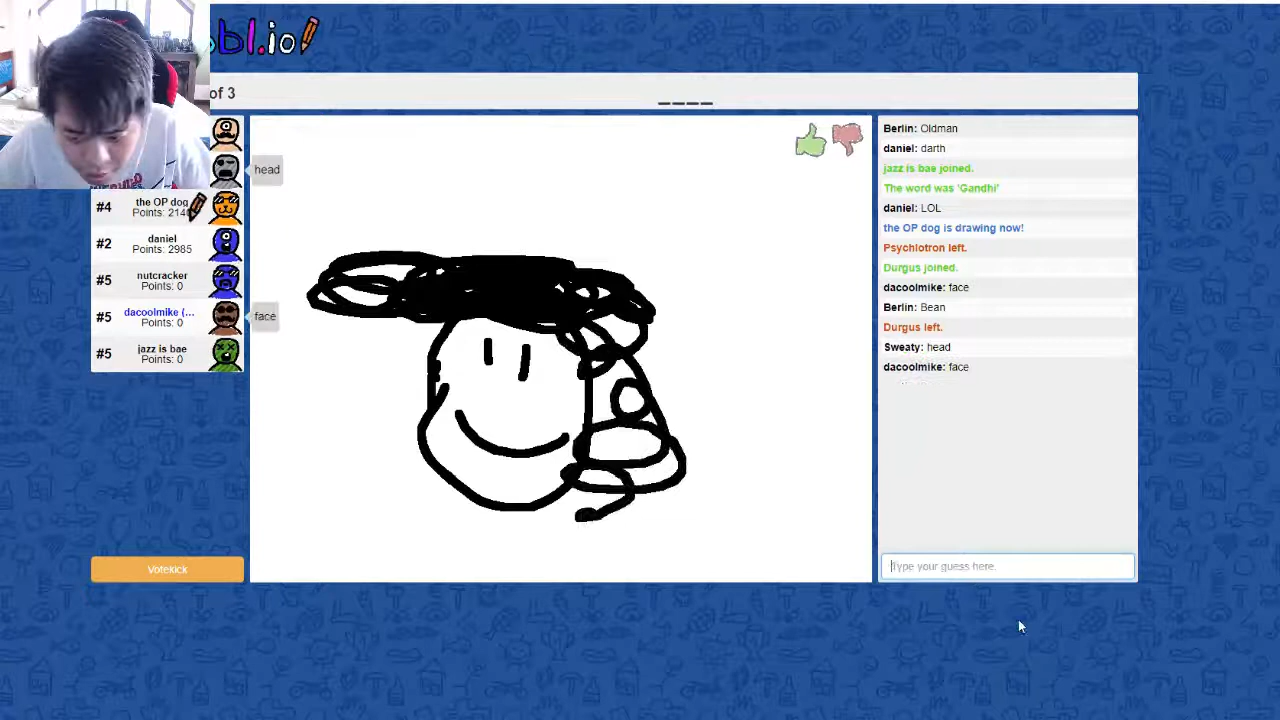 bl.io
of 3
____
head
#4 the OP dog
Points: 214
#2 daniel
Points: 2985
#5 nutcracker
Points: 0
#5 dacoolmike (...
Points: 0
face
#5 jazz is bae
Points: 0
Votekick
Berlin: Oldman
daniel: darth
jazz is bae joined.
The word was 'Gandhi'
daniel: LOL
the OP dog is drawing now!
Psychlotron left.
Durgus joined.
dacoolmike: face
Berlin: Bean
Durgus left.
Sweaty: head
dacoolmike: face
Type your guess here.